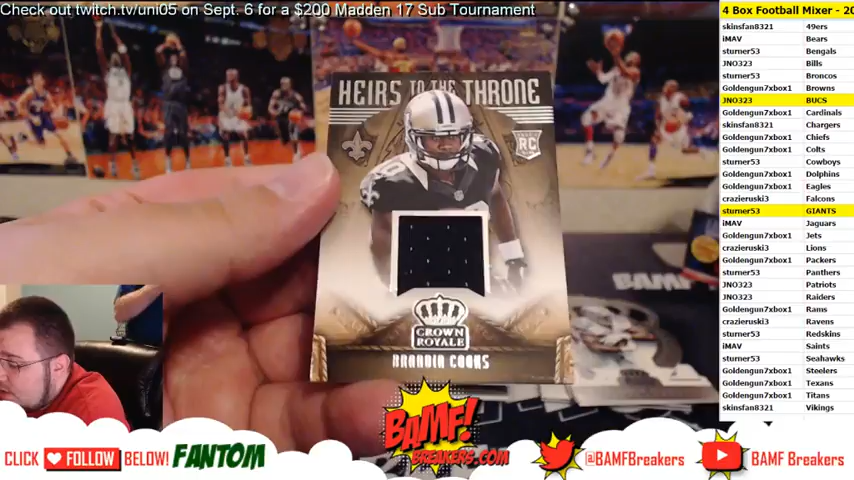 Check out twitch.tv/uni05 on Sept. 6 for a $200 Madden 17 Sub Tournament
HEIRS TO THE THRONE
RC
CROWN
ROYALE
BRANDIN COOKS
BAMF
4 Box Football Mixer - 20
skinsfan8321 49ers
iMAV Bears
sturner53 Bengals
JNO323 Bills
sturner53 Broncos
Goldengun7xbox1 Browns
JNO323 BUCS
Goldengun7xbox1 Cardinals
skinsfan8321 Chargers
Goldengun7xbox1 Chiefs
Goldengun7xbox1 Colts
sturner53 Cowboys
Goldengun7xbox1 Dolphins
Goldengun7xbox1 Eagles
crazieruski3 Falcons
sturner53 GIANTS
iMAV Jaguars
Goldengun7xbox1 Jets
crazieruski3 Lions
Goldengun7xbox1 Packers
sturner53 Panthers
JNO323 Patriots
JNO323 Raiders
Goldengun7xbox1 Rams
crazieruski3 Ravens
sturner53 Redskins
iMAV Saints
sturner53 Seahawks
Goldengun7xbox1 Steelers
Goldengun7xbox1 Texans
Goldengun7xbox1 Titans
skinsfan8321 Vikings
CLICK FOLLOW BELOW! FANTOM
BAMF!
BREAKERS.COM
@BAMFBreakers
BAMF Breakers